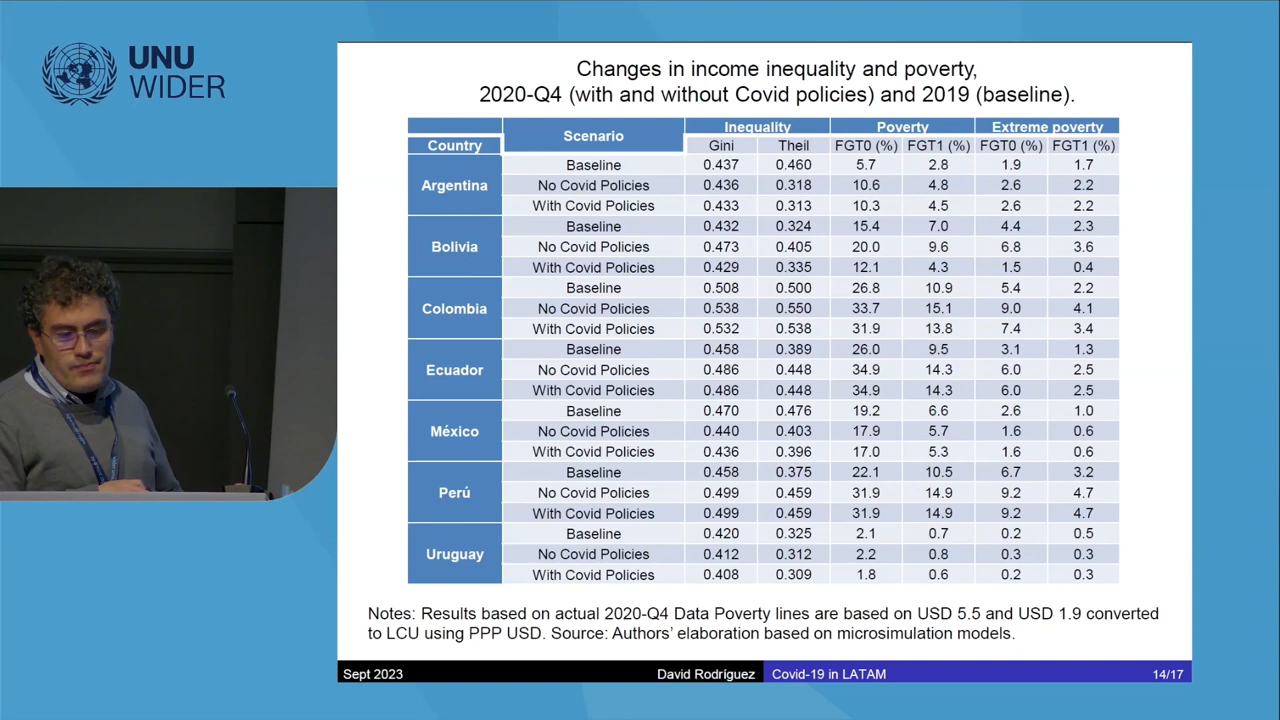 UNU
WIDER
Changes in income inequality and poverty,
2020-Q4 (with and without Covid policies) and 2019 (baseline).
Country Scenario Inequality Poverty Extreme poverty
Gini Theil FGT0 (%) FGT1 (%) FGT0 (%) FGT1 (%)
Argentina
Baseline 0.437 0.460 5.7 2.8 1.9 1.7
No Covid Policies 0.436 0.318 10.6 4.8 2.6 2.2
With Covid Policies 0.433 0.313 10.3 4.5 2.6 2.2
Bolivia
Baseline 0.432 0.324 15.4 7.0 4.4 2.3
No Covid Policies 0.473 0.405 20.0 9.6 6.8 3.6
With Covid Policies 0.429 0.335 12.1 4.3 1.5 0.4
Colombia
Baseline 0.508 0.500 26.8 10.9 5.4 2.2
No Covid Policies 0.538 0.550 33.7 15.1 9.0 4.1
With Covid Policies 0.532 0.538 31.9 13.8 7.4 3.4
Ecuador
Baseline 0.458 0.389 26.0 9.5 3.1 1.3
No Covid Policies 0.486 0.448 34.9 14.3 6.0 2.5
With Covid Policies 0.486 0.448 34.9 14.3 6.0 2.5
México
Baseline 0.470 0.476 19.2 6.6 2.6 1.0
No Covid Policies 0.440 0.403 17.9 5.7 1.6 0.6
With Covid Policies 0.436 0.396 17.0 5.3 1.6 0.6
Perú
Baseline 0.458 0.375 22.1 10.5 6.7 3.2
No Covid Policies 0.499 0.459 31.9 14.9 9.2 4.7
With Covid Policies 0.499 0.459 31.9 14.9 9.2 4.7
Uruguay
Baseline 0.420 0.325 2.1 0.7 0.2 0.5
No Covid Policies 0.412 0.312 2.2 0.8 0.3 0.3
With Covid Policies 0.408 0.309 1.8 0.6 0.2 0.3
Notes: Results based on actual 2020-Q4 Data Poverty lines are based on USD 5.5 and USD 1.9 converted
to LCU using PPP USD. Source: Authors' elaboration based on microsimulation models.
Sept 2023 David Rodríguez Covid-19 in LATAM 14/17